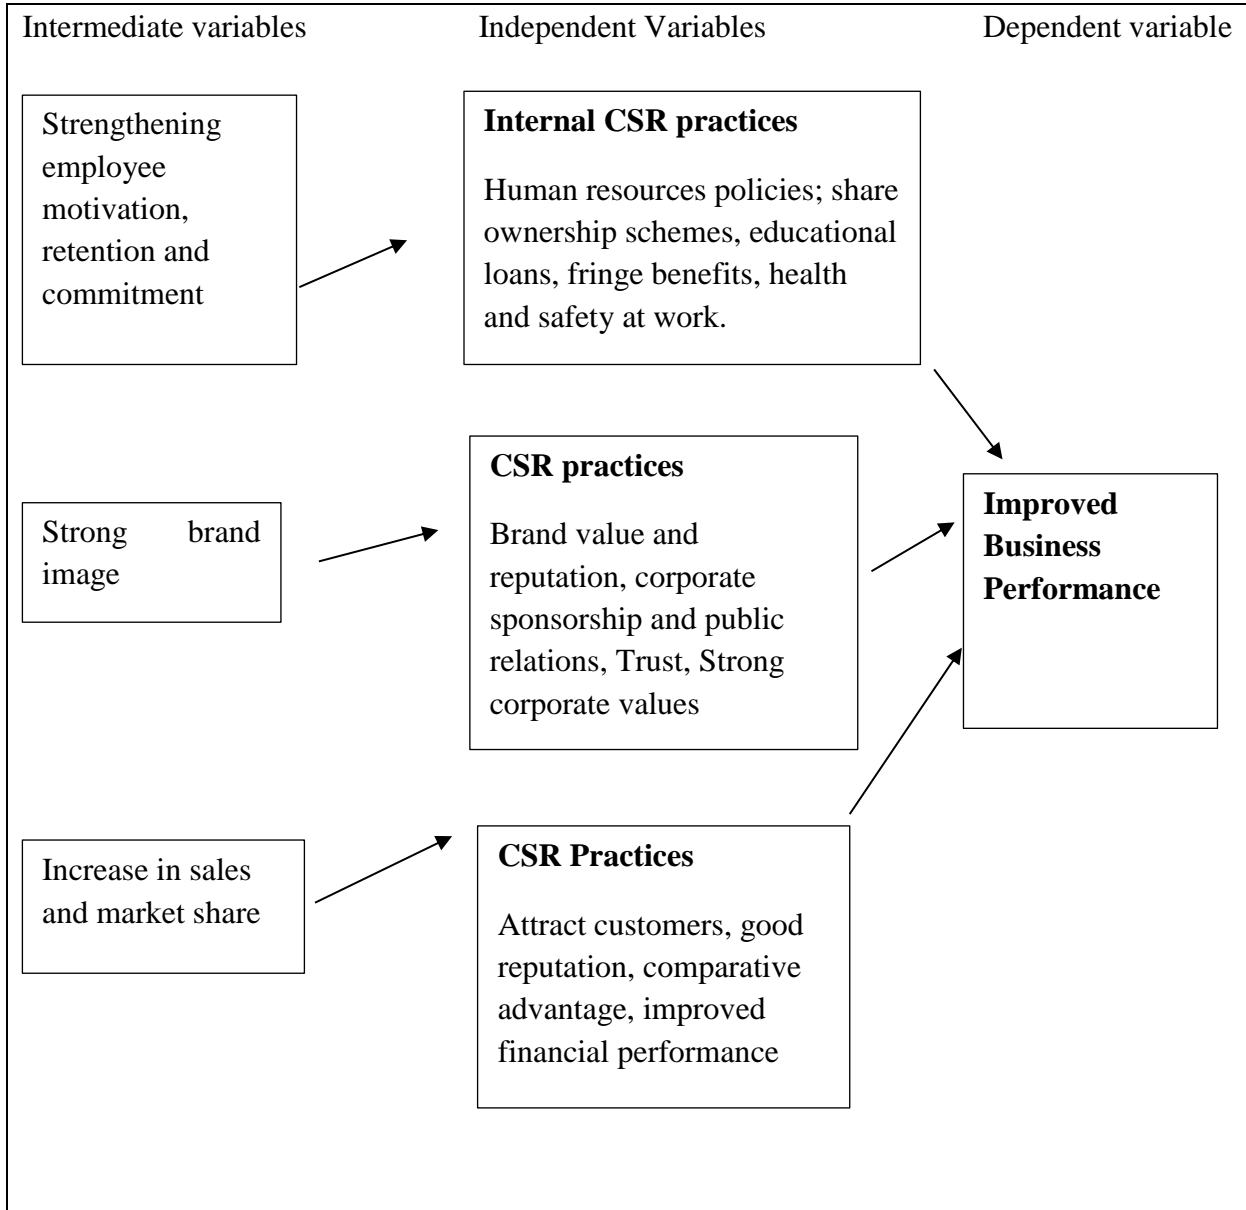 Intermediate variables
Independent Variables
Dependent variable
Strengthening
employee
motivation,
retention and
commitment
Internal CSR practices
Human resources policies; share
ownership schemes, educational
loans, fringe benefits, health
and safety at work.
Strong brand
image
CSR practices
Brand value and
reputation, corporate
sponsorship and public
relations, Trust, Strong
corporate values
Improved
Business
Performance
Increase in sales
and market share
CSR Practices
Attract customers, good
reputation, comparative
advantage, improved
financial performance